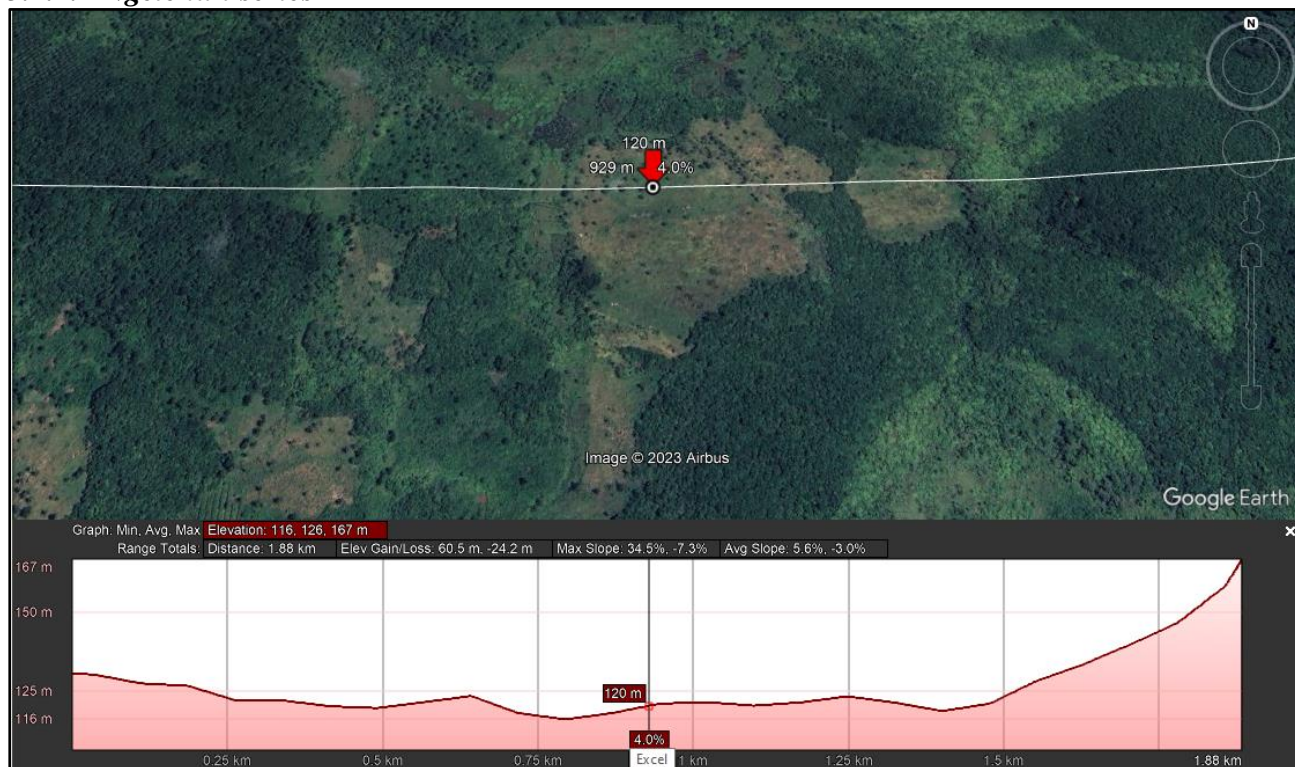 N
120 m
929 m 4.0%
Image © 2023 Airbus
Google Earth
Graph: Min, Avg, Max Elevation: 116, 126, 167 m
Range Totals: Distance: 1.88 km Elev Gain/Loss: 60.5 m, -24.2 m Max Slope: 34.5%, -7.3% Avg Slope: 5.6%, -3.0%
167 m
150 m
125 m
116 m
120 m
4.0%
0.25 km 0.5 km 0.75 km Excel 1 km 1.25 km 1.5 km 1.88 km